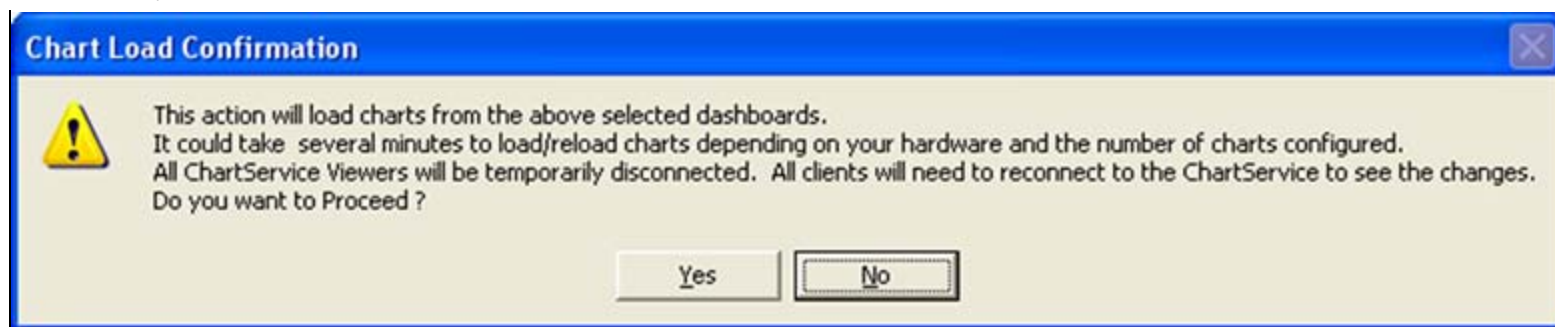 Chart Load Confirmation
This action will load charts from the above selected dashboards.
It could take  several minutes to load/reload charts depending on your hardware and the number of charts configured.
All ChartService Viewers will be temporarily disconnected.  All clients will need to reconnect to the ChartService to see the changes.
Do you want to Proceed ?
Yes No